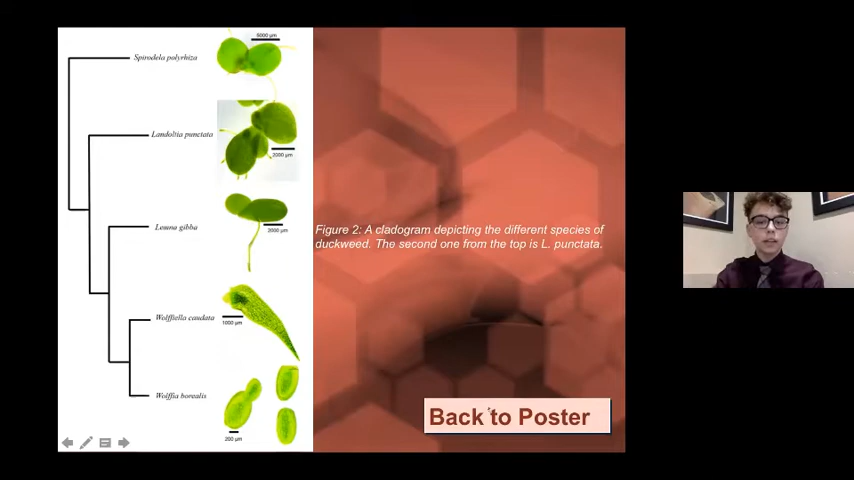 5000 µm
Spirodela polyrhiza
Landoltia punctata
2000 µm
Lemna gibba
2000 µm
Figure 2: A cladogram depicting the different species of
duckweed. The second one from the top is L. punctata.
Wolffiella caudata
1000 µm
Wolffia borealis
200 µm
Back to Poster